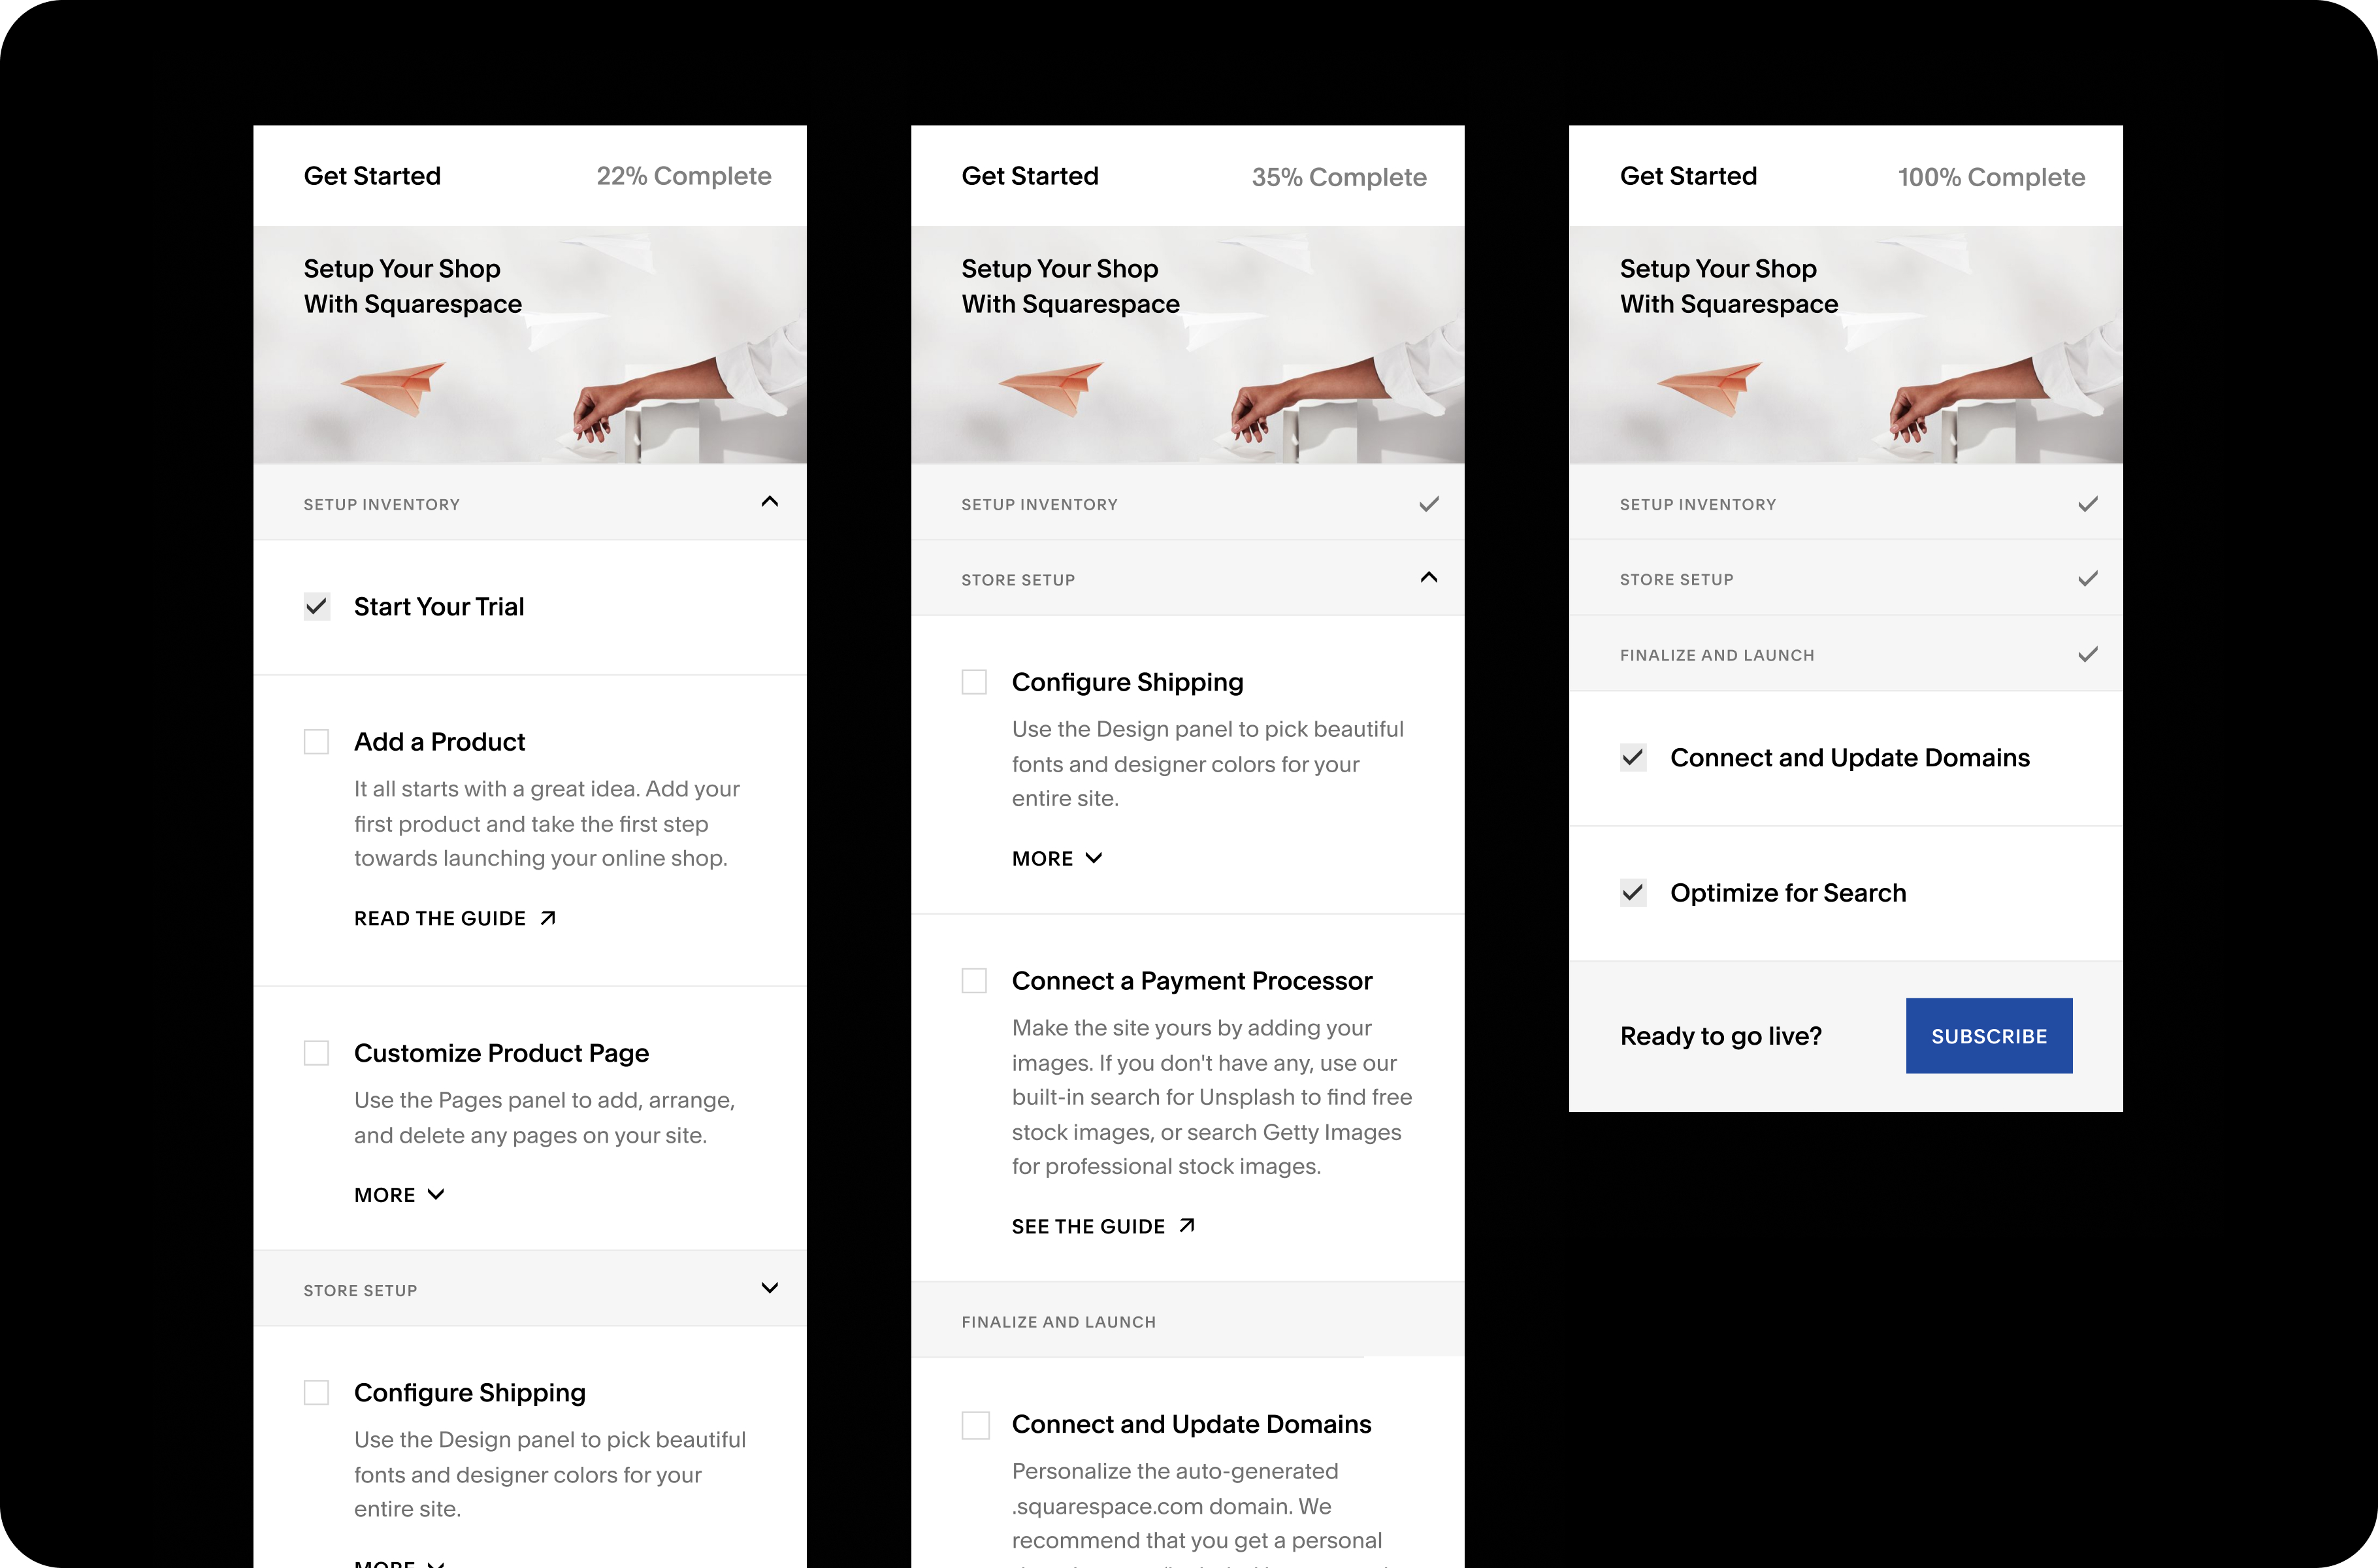 Get Started
22% Complete
Setup Your Shop
With Squarespace
SETUP INVENTORY
Start Your Trial
Add a Product
It all starts with a great idea. Add your
first product and take the first step
towards launching your online shop.
READ THE GUIDE
Customize Product Page
Use the Pages panel to add, arrange,
and delete any pages on your site.
MORE
STORE SETUP
Configure Shipping
Use the Design panel to pick beautiful
fonts and designer colors for your
entire site.
MORE
Get Started
35% Complete
Setup Your Shop
With Squarespace
SETUP INVENTORY
STORE SETUP
Configure Shipping
Use the Design panel to pick beautiful
fonts and designer colors for your
entire site.
MORE
Connect a Payment Processor
Make the site yours by adding your
images. If you don't have any, use our
built-in search for Unsplash to find free
stock images, or search Getty Images
for professional stock images.
SEE THE GUIDE
FINALIZE AND LAUNCH
Connect and Update Domains
Personalize the auto-generated
.squarespace.com domain. We
recommend that you get a personal
Get Started
100% Complete
Setup Your Shop
With Squarespace
SETUP INVENTORY
STORE SETUP
FINALIZE AND LAUNCH
Connect and Update Domains
Optimize for Search
Ready to go live?
SUBSCRIBE